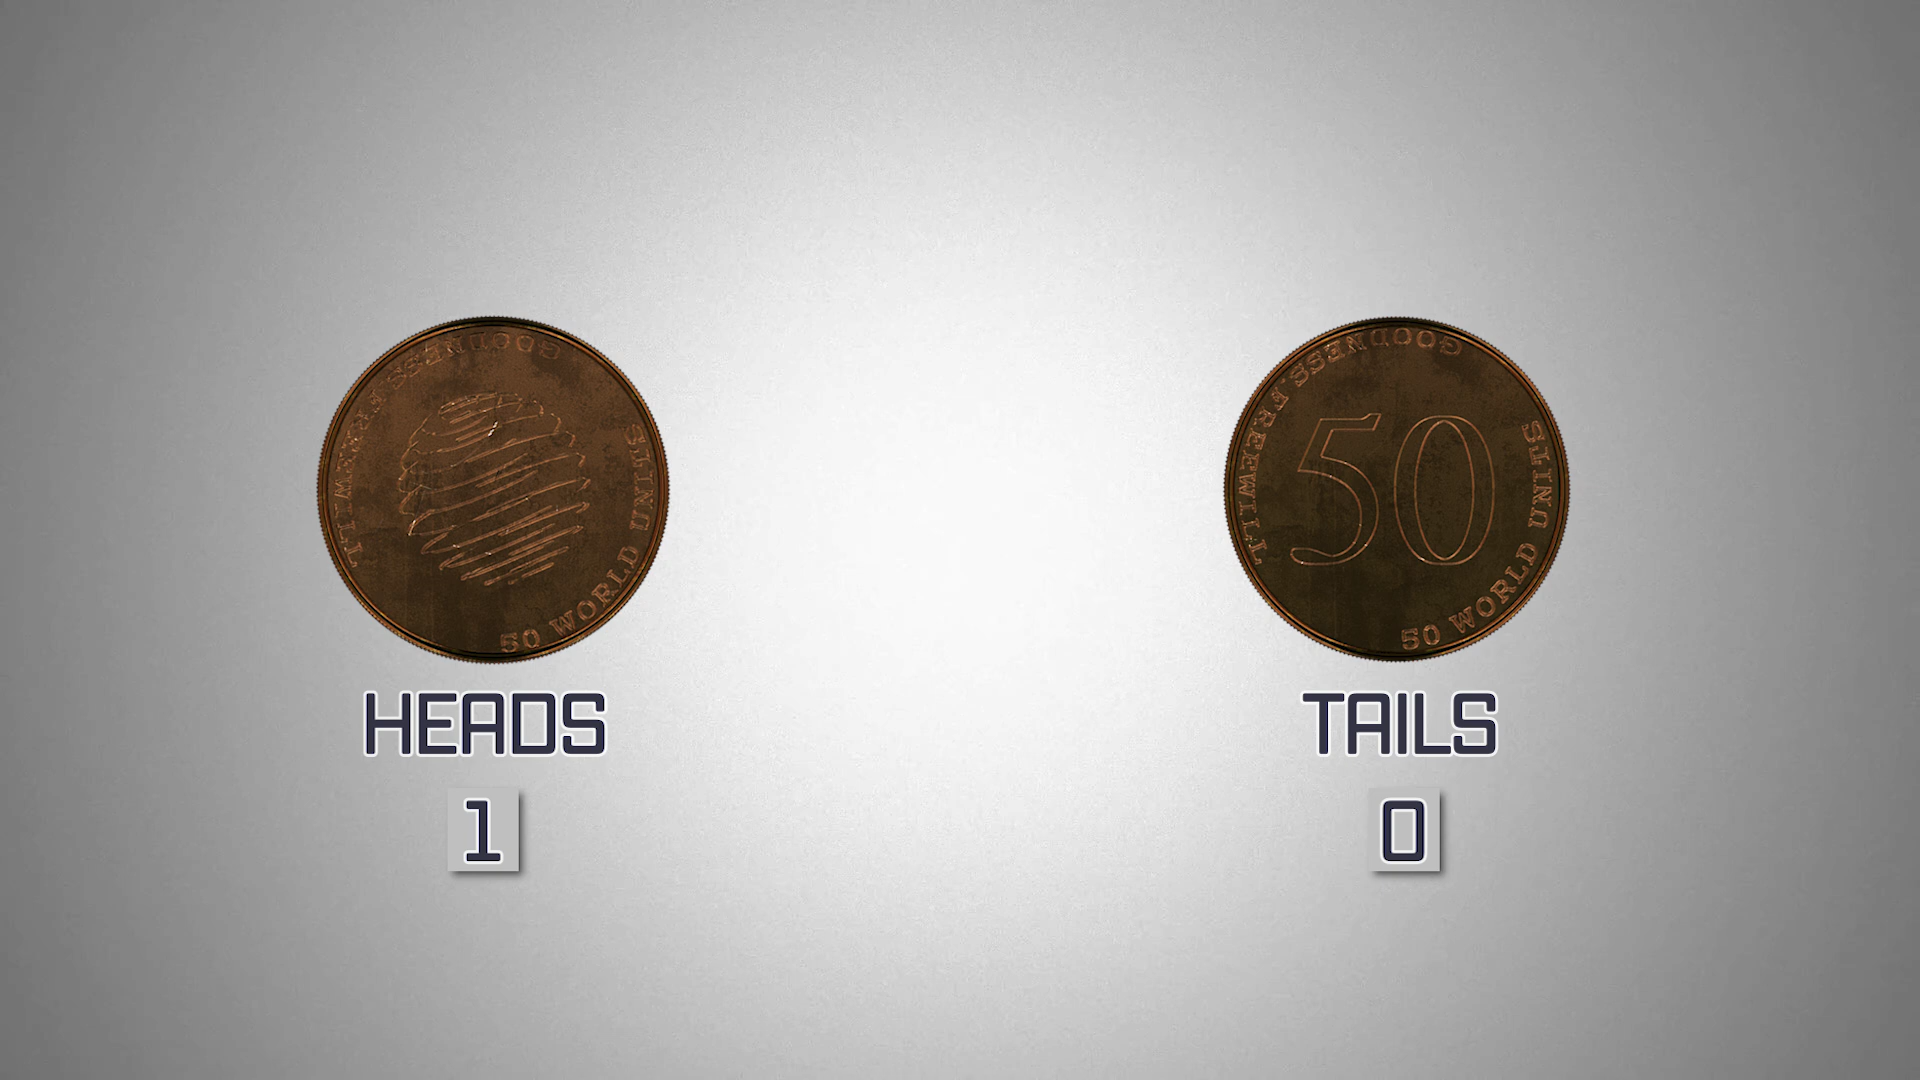 GOODNESS.FREEWILL
50 WORLD UNITS
GOODNESS.FREEWILL
50
50 WORLD UNITS
HEADS
TAILS
1
0